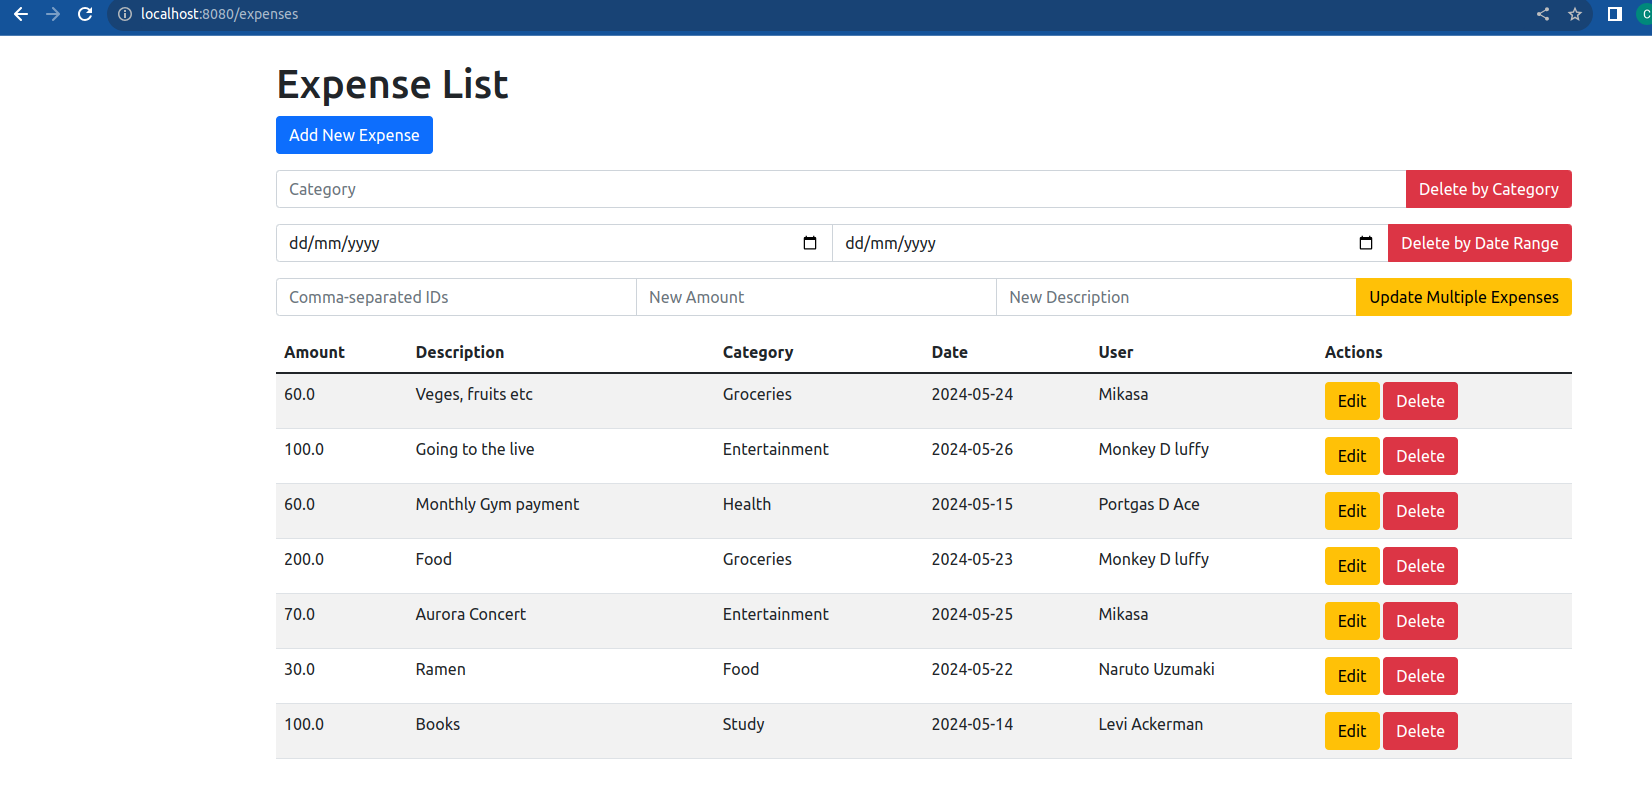 localhost:8080/expenses
C
Expense List
Add New Expense
Category Delete by Category
dd/mm/yyyy dd/mm/yyyy Delete by Date Range
Comma-separated IDs New Amount New Description Update Multiple Expenses
Amount Description Category Date User Actions
60.0 Veges, fruits etc Groceries 2024-05-24 Mikasa Edit Delete
100.0 Going to the live Entertainment 2024-05-26 Monkey D luffy Edit Delete
60.0 Monthly Gym payment Health 2024-05-15 Portgas D Ace Edit Delete
200.0 Food Groceries 2024-05-23 Monkey D luffy Edit Delete
70.0 Aurora Concert Entertainment 2024-05-25 Mikasa Edit Delete
30.0 Ramen Food 2024-05-22 Naruto Uzumaki Edit Delete
100.0 Books Study 2024-05-14 Levi Ackerman Edit Delete